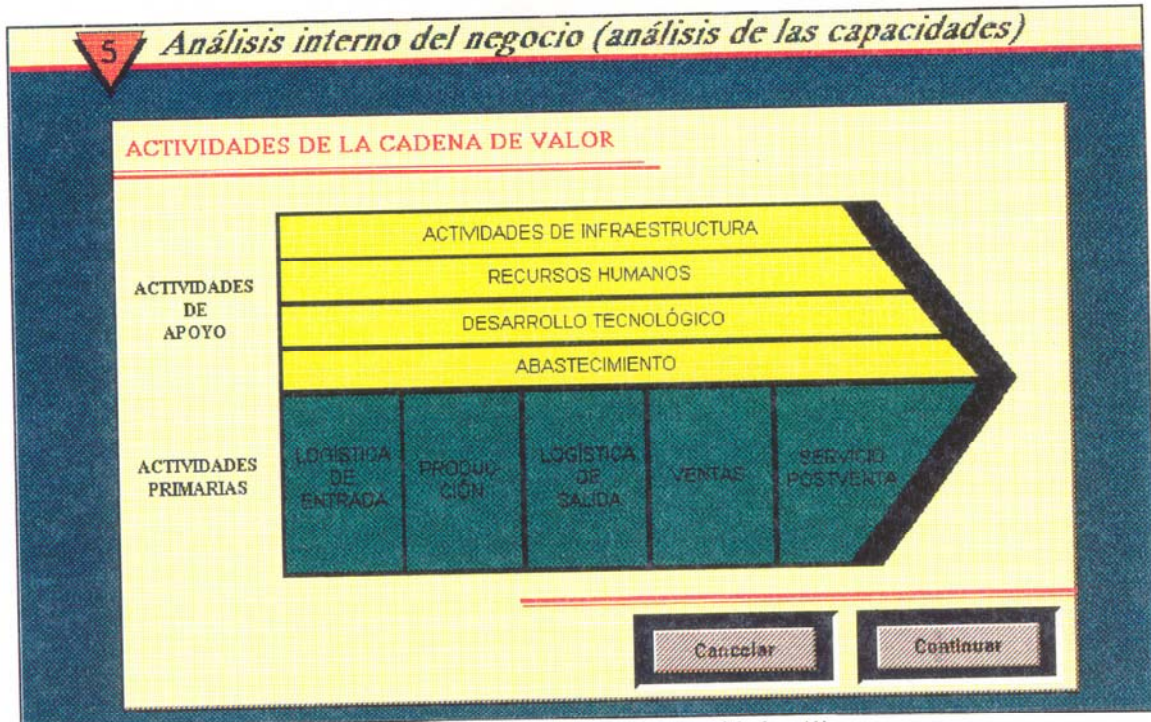 5
Análisis interno del negocio (análisis de las capacidades)
ACTIVIDADES DE LA CADENA DE VALOR
ACTIVIDADES
DE
APOYO
ACTIVIDADES DE INFRAESTRUCTURA
RECURSOS HUMANOS
DESARROLLO TECNOLÓGICO
ABASTECIMIENTO
ACTIVIDADES
PRIMARIAS
LOGÍSTICA
DE
ENTRADA
PRODUC-
CIÓN
LOGÍSTICA
DE
SALIDA
VENTAS
SERVICIO
POSTVENTA
Cancelar
Continuar